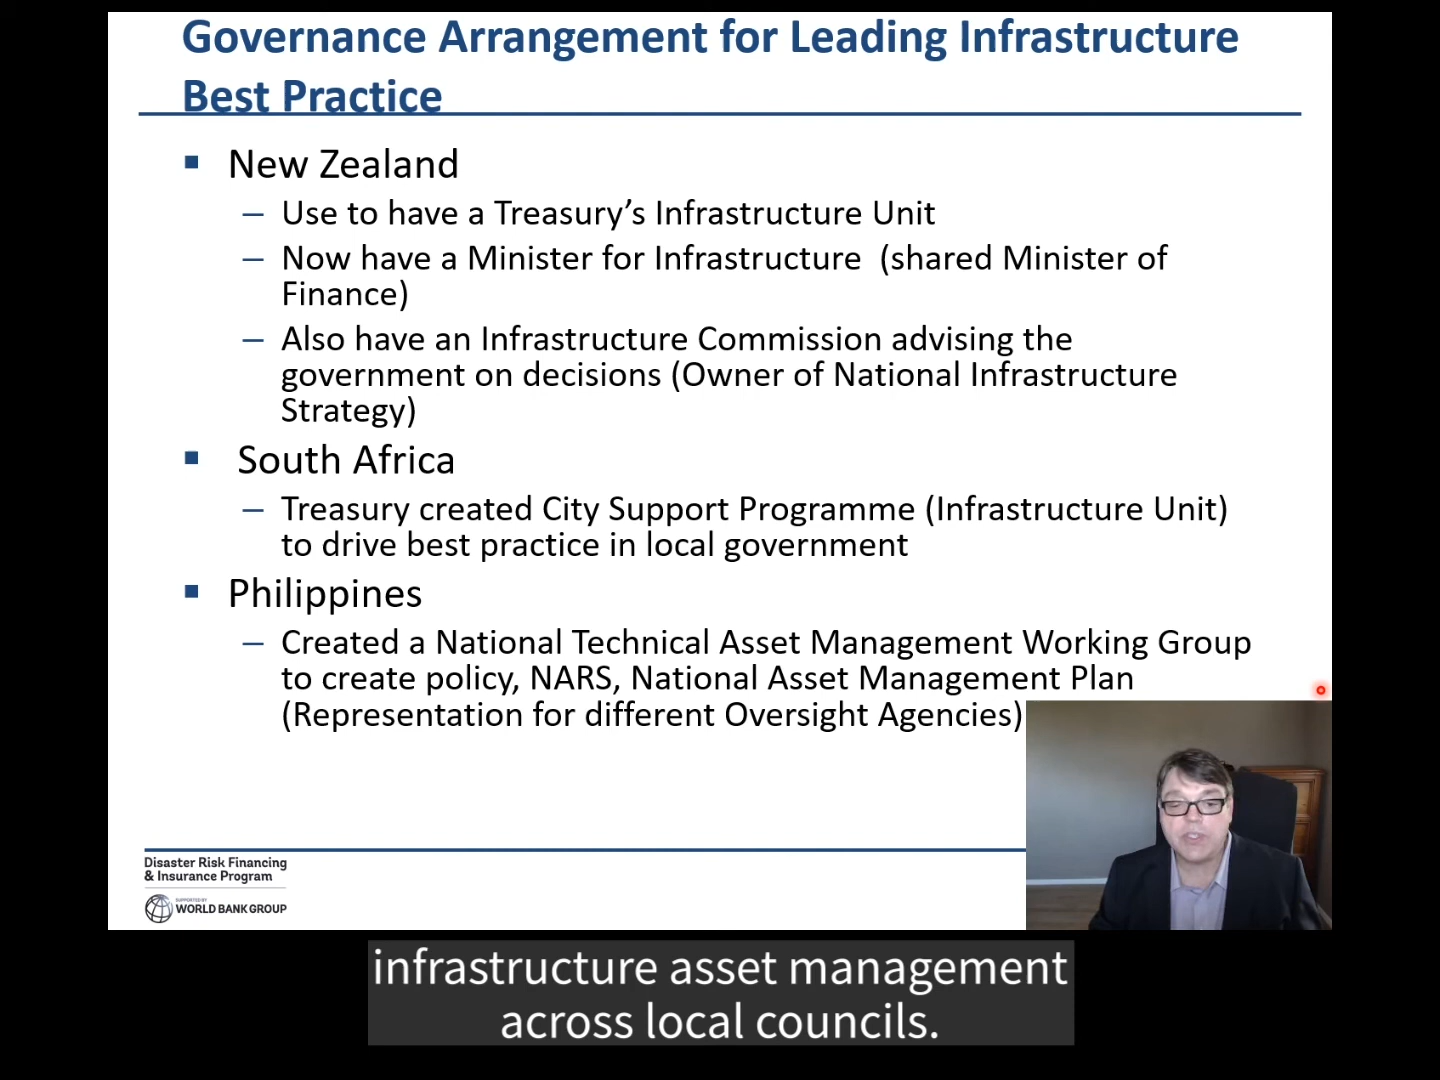 Governance Arrangement for Leading Infrastructure
Best Practice
▪ New Zealand
– Use to have a Treasury’s Infrastructure Unit
– Now have a Minister for Infrastructure (shared Minister of
Finance)
– Also have an Infrastructure Commission advising the
government on decisions (Owner of National Infrastructure
Strategy)
▪ South Africa
– Treasury created City Support Programme (Infrastructure Unit)
to drive best practice in local government
▪ Philippines
– Created a National Technical Asset Management Working Group
to create policy, NARS, National Asset Management Plan
(Representation for different Oversight Agencies)
Disaster Risk Financing
& Insurance Program
SUPPORTED BY
WORLD BANK GROUP
infrastructure asset management
across local councils.